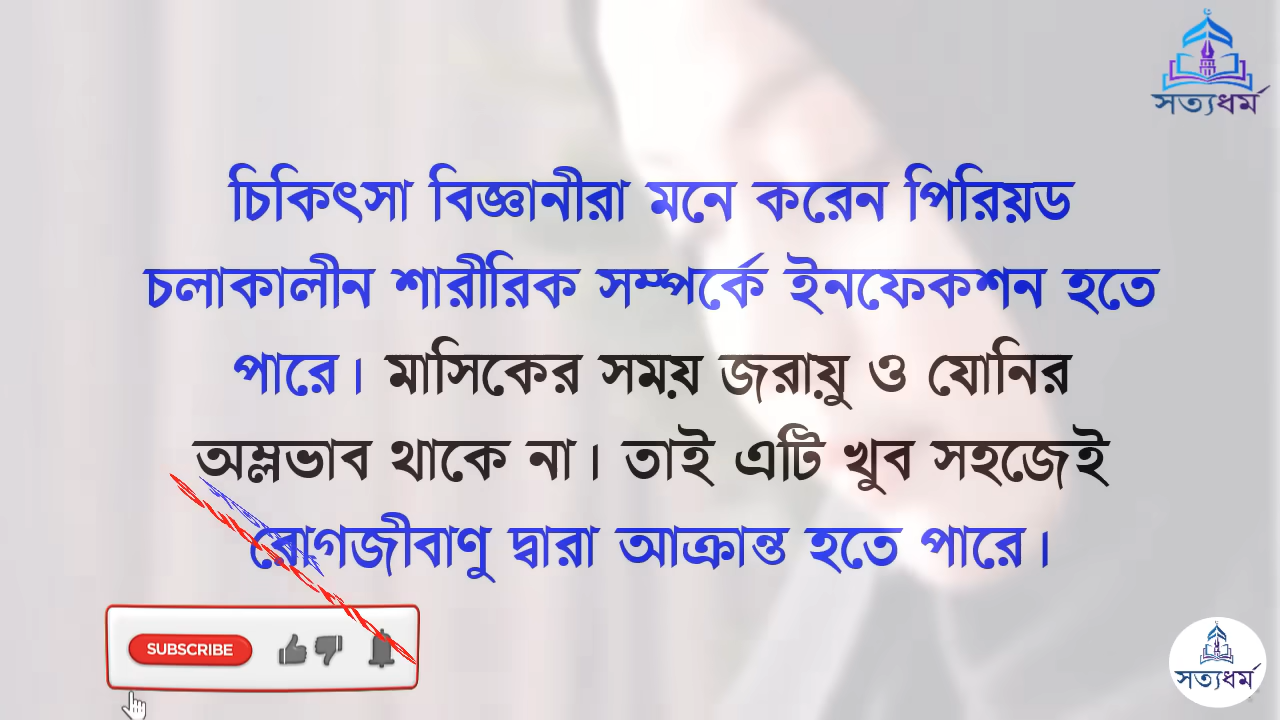 সত্যধর্ম
চিকিৎসা বিজ্ঞানীরা মনে করেন পিরিয়ড
চলাকালীন শারীরিক সম্পর্কে ইনফেকশন হতে
পারে। মাসিকের সময় জরায়ু ও যোনির
অম্লভাব থাকে না। তাই এটি খুব সহজেই
রোগজীবাণু দ্বারা আক্রান্ত হতে পারে।
SUBSCRIBE
সত্যধর্ম